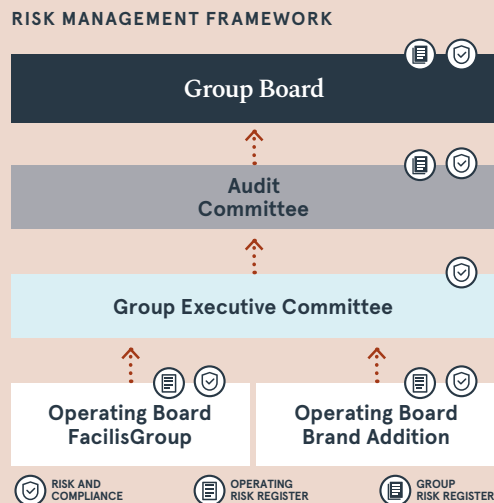 RISK MANAGEMENT FRAMEWORK
Group Board
Audit
Committee
Group Executive Committee
Operating Board
FacilisGroup
Operating Board
Brand Addition
RISK AND
COMPLIANCE
OPERATING
RISK REGISTER
GROUP
RISK REGISTER